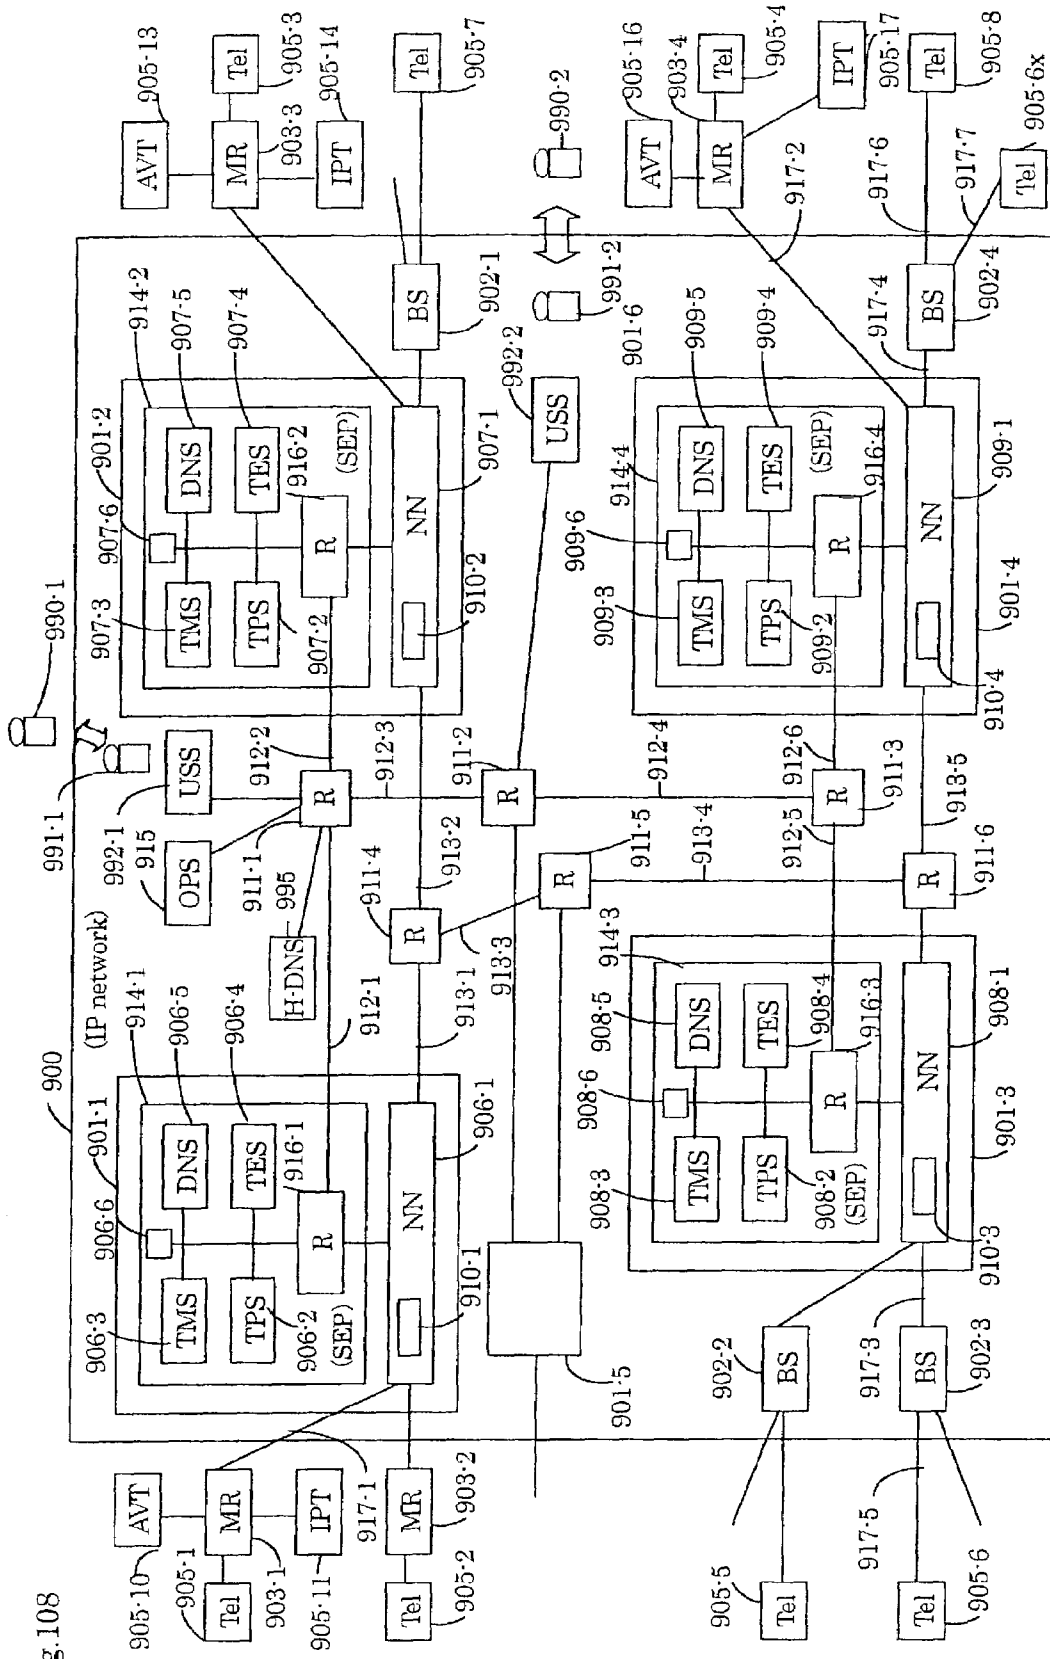 g.108
900
(IP network)
990·1
991·1
992·1
915
OPS
USS
901·1
906·6
914·1
906·5
906·4
916·1
906·3
TMS
DNS
TPS
TES
906·2
(SEP)
R
NN
910·1
906·1
H·DNS
995
911·1
R
912·1
912·2
912·3
901·2
907·6
914·2
907·5
907·4
916·2
907·3
TMS
DNS
TPS
TES
907·2
(SEP)
R
NN
910·2
907·1
905·10
AVT
905·1
Tel
MR
903·1
IPT
905·11
917·1
MR
903·2
Tel
905·2
911·4
R
913·1
913·2
913·3
AVT
905·13
MR
Tel
905·3
903·3
IPT
905·14
BS
902·1
Tel
905·7
901·5
911·2
R
992·2
USS
991·2
990·2
911·5
R
913·4
912·4
901·6
914·3
908·5
908·6
908·4
916·3
908·3
TMS
DNS
TPS
TES
908·2
(SEP)
R
NN
910·3
901·3
908·1
912·5
912·6
R
911·3
911·6
R
913·5
914·4
909·6
909·5
909·4
916·4
909·3
TMS
DNS
TPS
TES
909·2
(SEP)
R
NN
910·4
901·4
909·1
905·5
Tel
902·2
BS
917·3
BS
902·3
917·5
Tel
905·6
AVT
905·16
903·4
MR
Tel
905·4
IPT
905·17
917·2
917·4
BS
902·4
917·6
917·7
Tel
905·8
Tel
905·6x